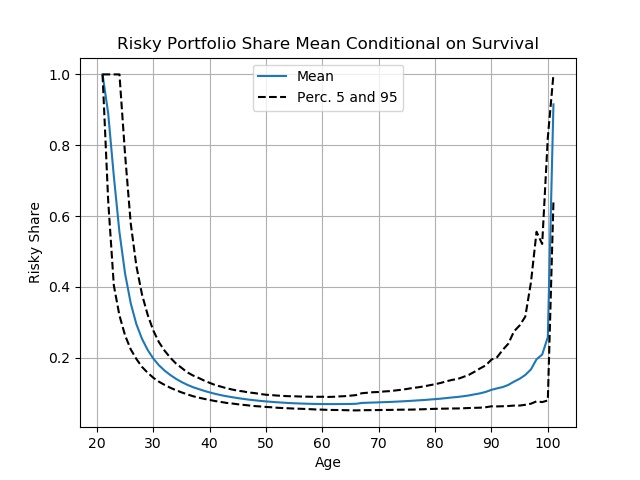 Risky Portfolio Share Mean Conditional on Survival
Mean
Perc. 5 and 95
Risky Share
1.0
0.8
0.6
0.4
0.2
20 30 40 50 60 70 80 90 100
Age